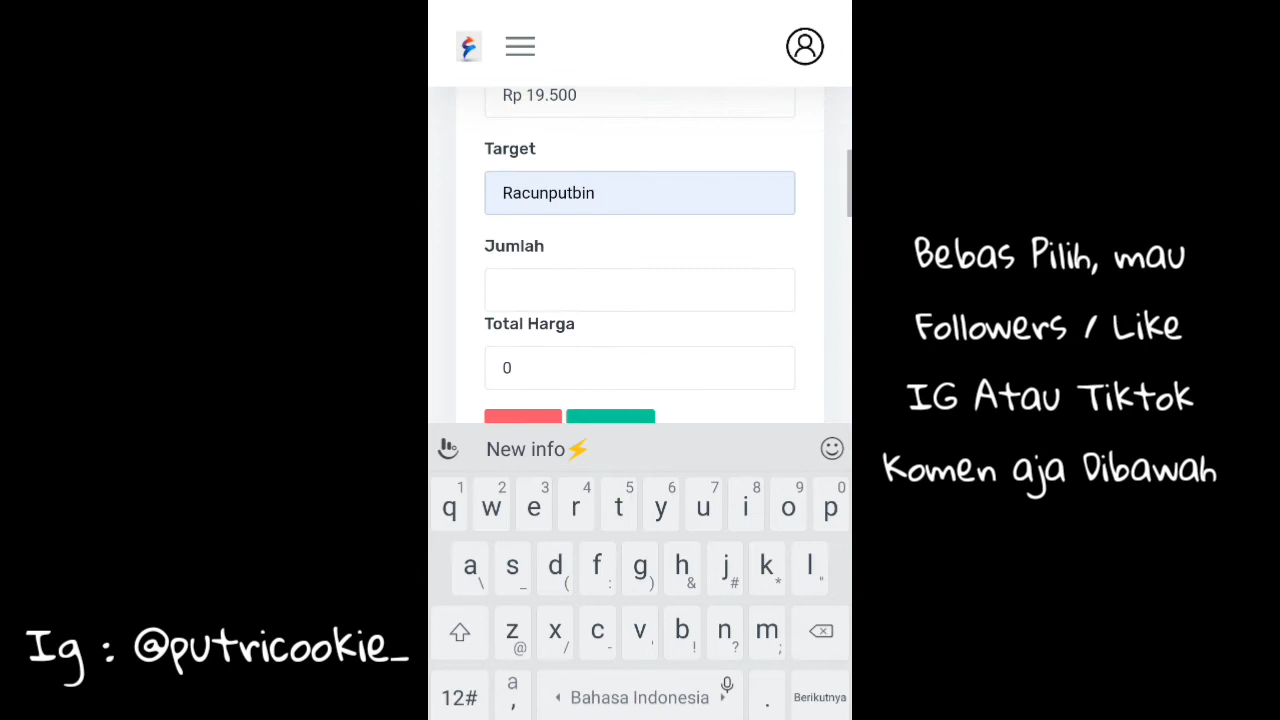 Rp 19.500
Target
Racunputbin
Jumlah
Total Harga
0
New info⚡
1 2 3 4 5 6 7 8 9 0
q w e r t y u i o p
a s d f g h j k l
\ _ ( : ) & # * "
z x c v b n m
@ / - ' ! ? ;
12# a , Bahasa Indonesia . Berikutnya
Bebas Pilih, mau
Followers / Like
IG Atau Tiktok
Komen aja Dibawah
Ig : @putricookie_